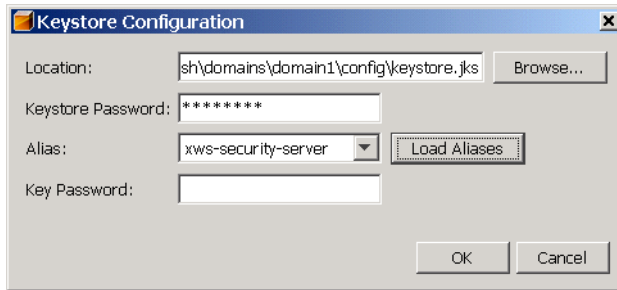 Keystore Configuration
Location: sh\domains\domain1\config\keystore.jks Browse...
Keystore Password: ********
Alias: xws-security-server Load Aliases
Key Password:
OK Cancel